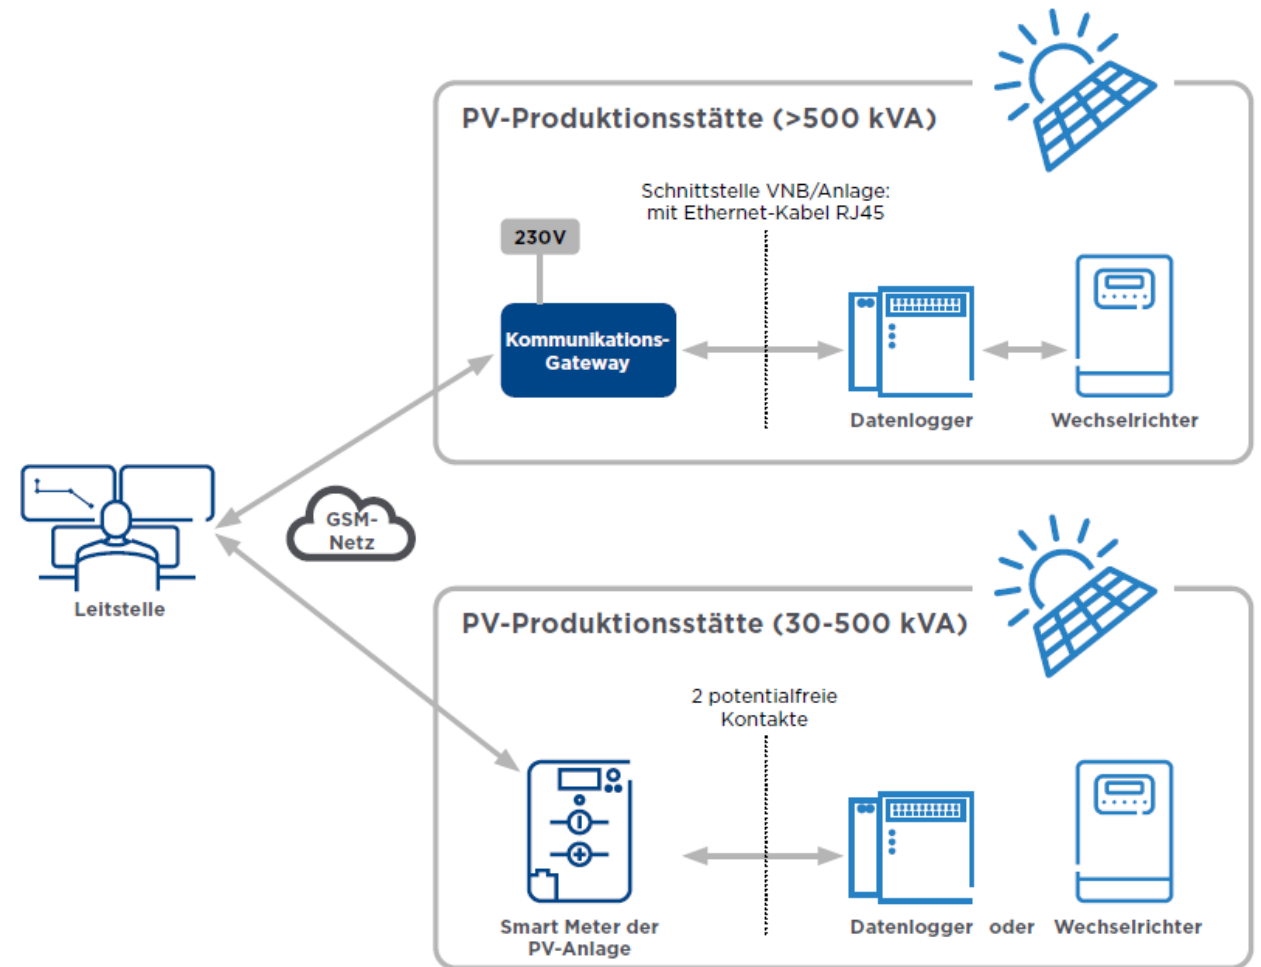 PV-Produktionsstätte (>500 kVA)
Schnittstelle VNB/Anlage:
mit Ethernet-Kabel RJ45
230V
Kommunikations-
Gateway
Datenlogger
Wechselrichter
GSM-
Netz
Leitstelle
PV-Produktionsstätte (30-500 kVA)
2 potentialfreie
Kontakte
Smart Meter der
PV-Anlage
Datenlogger oder Wechselrichter